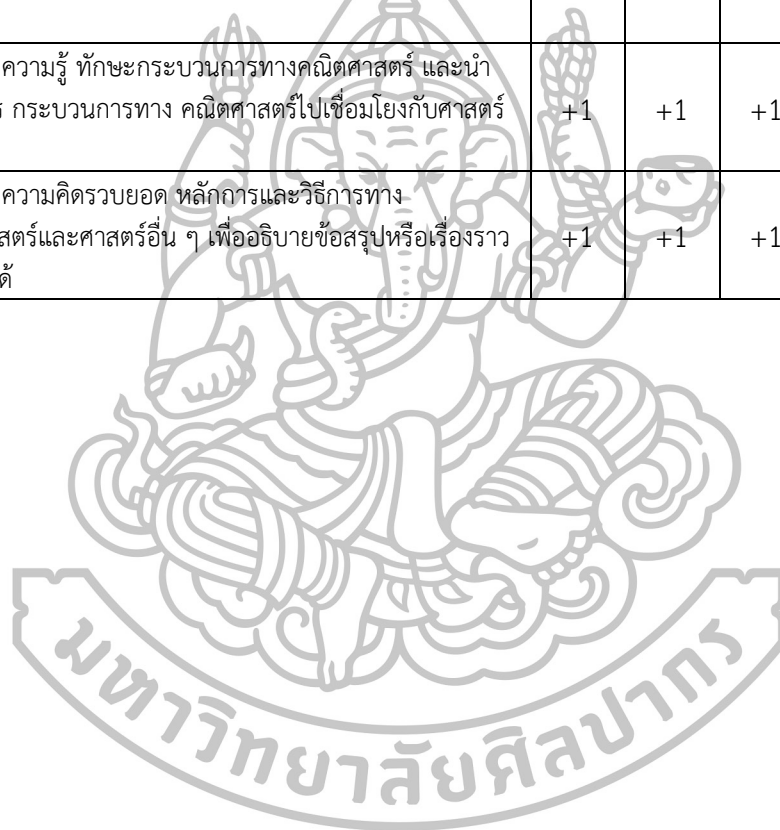 ความรู้ ทักษะกระบวนการทางคณิตศาสตร์ และนำ
กระบวนการทาง คณิตศาสตร์ไปเชื่อมโยงกับศาสตร์
+1 +1 +1
ความคิดรวบยอด หลักการและวิธีการทาง
สตร์และศาสตร์อื่น ๆ เพื่ออธิบายข้อสรุปหรือเรื่องราว
ด้
+1 +1 +1
มหาวิทยาลัยศิลปากร